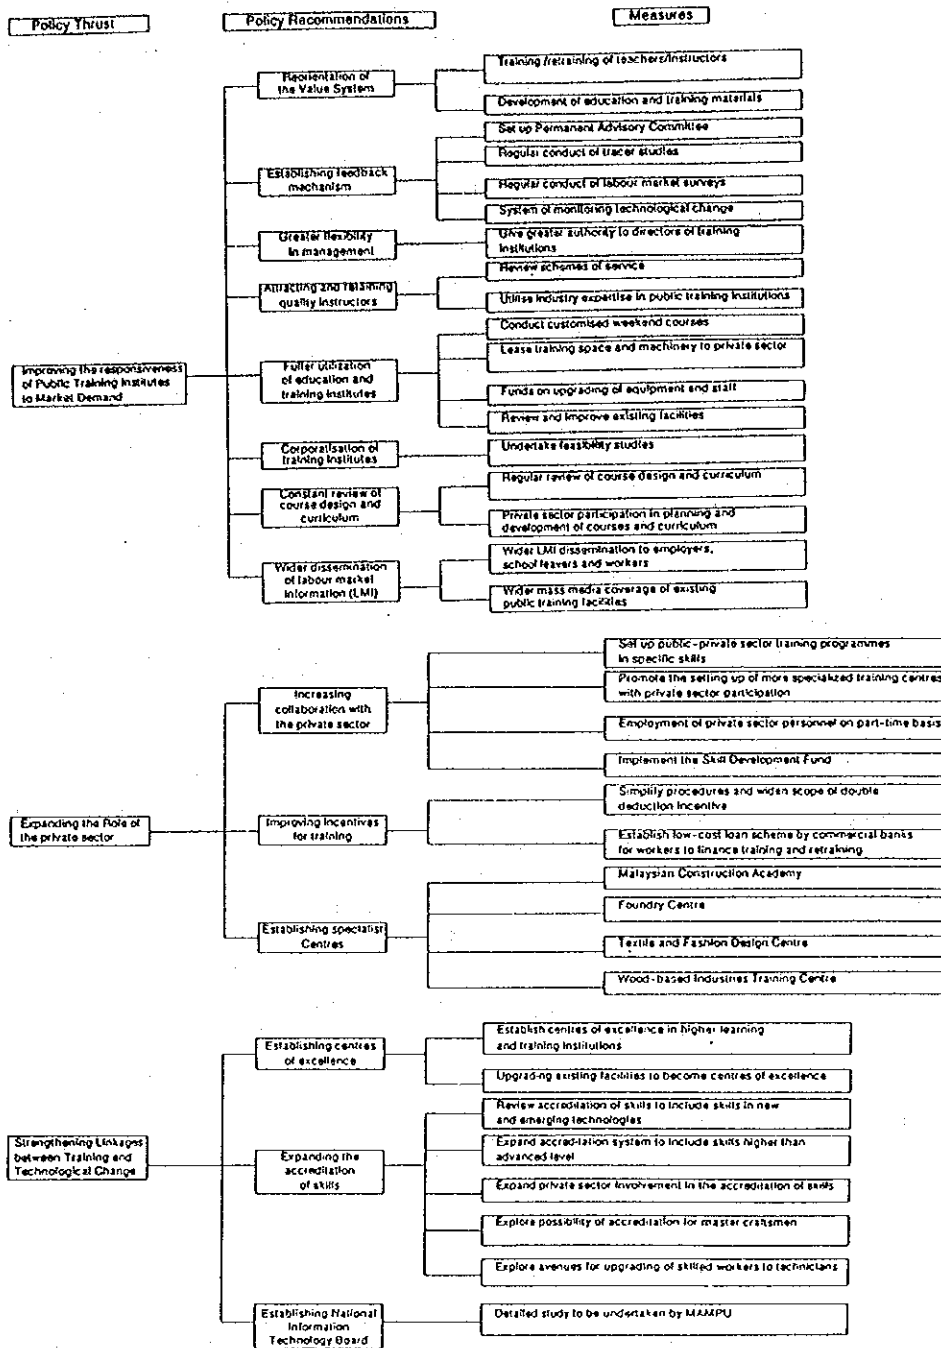 Policy Thrust
Policy Recommendations
Measures
Improving the responsiveness
of Public Training Institutes
to Market Demand
Reorientation of
the Value System
Training/retraining of teachers/instructors
Development of education and training materials
Establishing feedback
mechanism
Set up Permanent Advisory Committee
Regular conduct of tracer studies
Regular conduct of labour market surveys
System of monitoring technological change
Greater flexibility
in management
Give greater authority to directors of training
institutions
Attracting and retaining
quality instructors
Review schemes of service
Utilise industry expertise in public training institutions
Fuller utilization
of education and
training institutes
Conduct customised weekend courses
Lease training space and machinery to private sector
Funds on upgrading of equipment and staff
Review and improve existing facilities
Corporatisation of
training institutes
Undertake feasibility studies
Constant review of
course design and
curriculum
Regular review of course design and curriculum
Private sector participation in planning and
development of courses and curriculum
Wider dissemination
of labour market
information (LMI)
Wider LMI dissemination to employers,
school leavers and workers
Wider mass media coverage of existing
public training facilities
Expanding the Role of
the private sector
Increasing
collaboration with
the private sector
Set up public-private sector training programmes
in specific skills
Promote the setting up of more specialized training centres
with private sector participation
Employment of private sector personnel on part-time basis
Implement the Skill Development Fund
Improving incentives
for training
Simplify procedures and widen scope of double
deduction incentive
Establish low-cost loan scheme by commercial banks
for workers to finance training and retraining
Establishing specialist
Centres
Malaysian Construction Academy
Foundry Centre
Textile and Fashion Design Centre
Wood-based Industries Training Centre
Strengthening Linkages
between Training and
Technological Change
Establishing centres
of excellence
Establish centres of excellence in higher learning
and training institutions
Upgrading existing facilities to become centres of excellence
Expanding the
accreditation
of skills
Review accreditation of skills to include skills in new
and emerging technologies
Expand accreditation system to include skills higher than
advanced level
Expand private sector involvement in the accreditation of skills
Explore possibility of accreditation for master craftsmen
Explore avenues for upgrading of skilled workers to technicians
Establishing National
Information
Technology Board
Detailed study to be undertaken by MAMPU